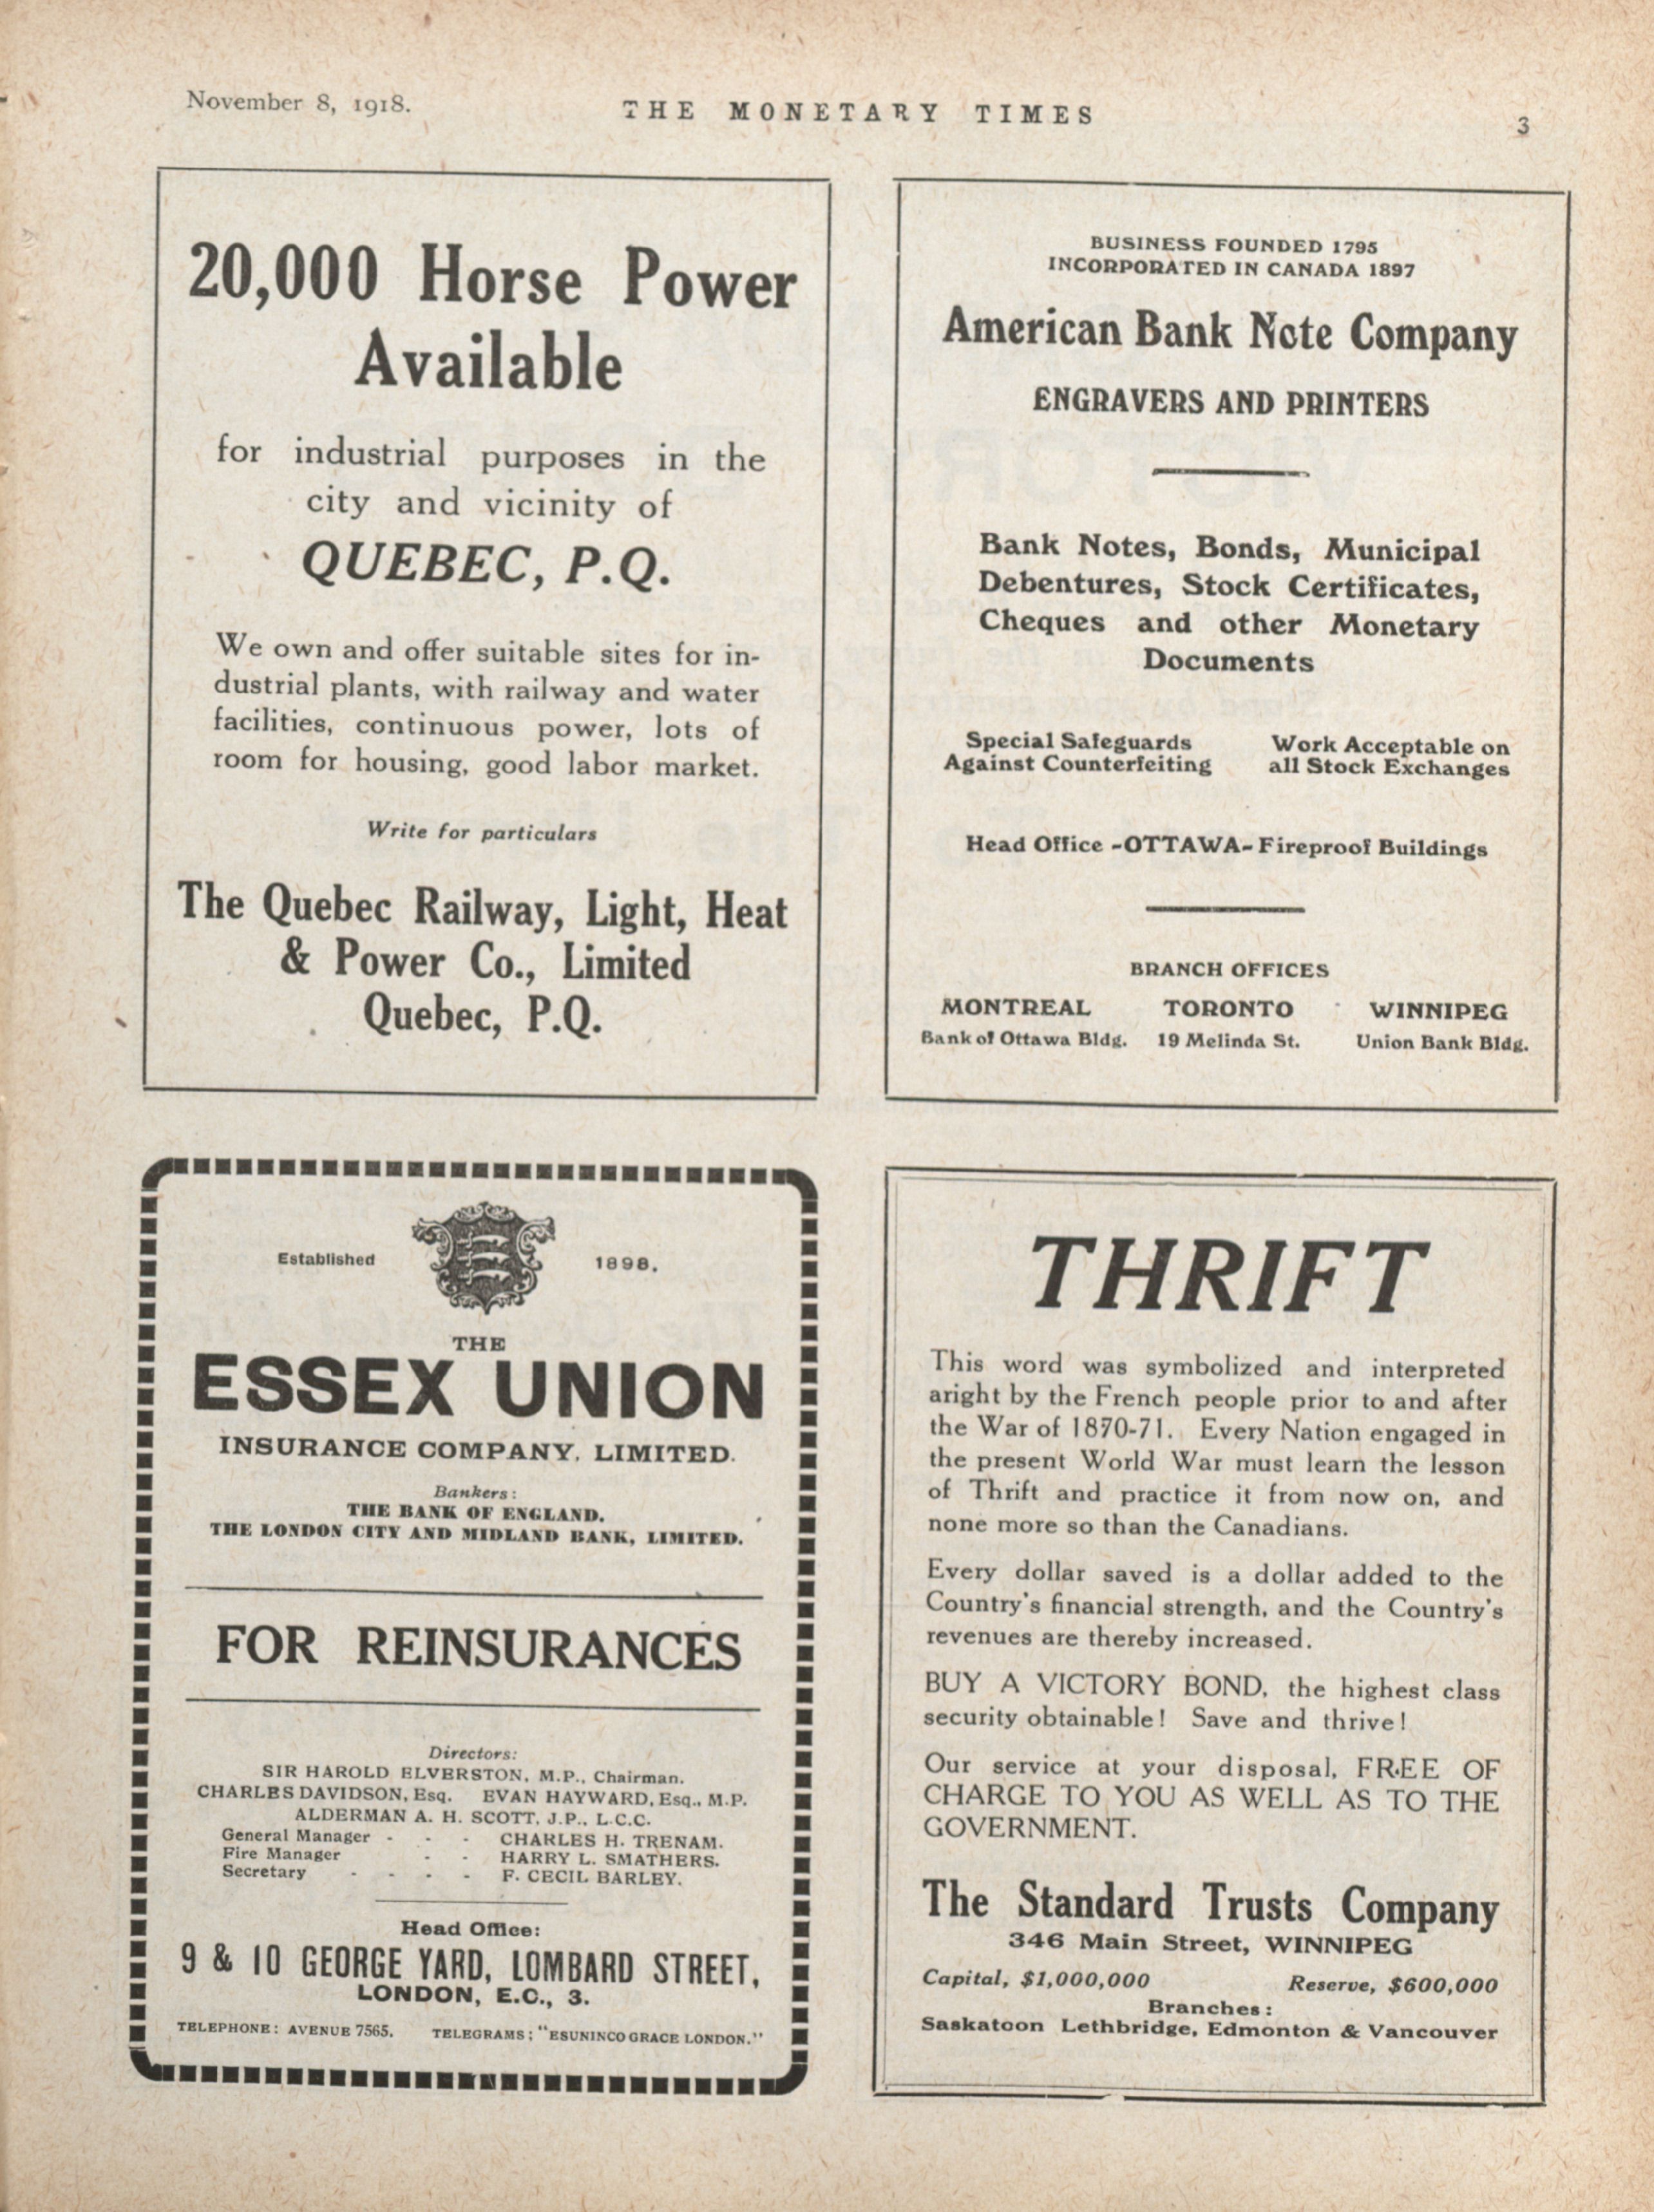 November 8, 1918.
THE MONETARY TIMES
3
20,000 Horse Power
Available
for industrial purposes in the
city and vicinity of
QUEBEC, P.Q.
We own and offer suitable sites for in-
dustrial plants, with railway and water
facilities, continuous power, lots of
room for housing, good labor market.
Write for particulars
The Quebec Railway, Light, Heat
& Power Co., Limited
Quebec, P.Q.
BUSINESS FOUNDED 1795
INCORPORATED IN CANADA 1897
American Bank Note Company
ENGRAVERS AND PRINTERS
Bank Notes, Bonds, Municipal
Debentures, Stock Certificates,
Cheques and other Monetary
Documents
Special Safeguards
Against Counterfeiting
Work Acceptable on
all Stock Exchanges
Head Office -OTTAWA- Fireproof Buildings
BRANCH OFFICES
MONTREAL TORONTO WINNIPEG
Bank of Ottawa Bldg. 19 Melinda St. Union Bank Bldg.
Established 1898.
THE
ESSEX UNION
INSURANCE COMPANY, LIMITED.
Bankers:
THE BANK OF ENGLAND.
THE LONDON CITY AND MIDLAND BANK, LIMITED.
FOR REINSURANCES
Directors:
SIR HAROLD ELVERSTON, M.P., Chairman.
CHARLES DAVIDSON, Esq. EVAN HAYWARD, Esq., M.P.
ALDERMAN A. H. SCOTT, J.P., L.C.C.
General Manager - - - CHARLES H. TRENAM.
Fire Manager - - HARRY L. SMATHERS.
Secretary - - - - F. CECIL BARLEY.
Head Office:
9 & 10 GEORGE YARD, LOMBARD STREET,
LONDON, E.C., 3.
TELEPHONE: AVENUE 7565. TELEGRAMS: "ESUNINCO GRACE LONDON."
THRIFT
This word was symbolized and interpreted
aright by the French people prior to and after
the War of 1870-71. Every Nation engaged in
the present World War must learn the lesson
of Thrift and practice it from now on, and
none more so than the Canadians.
Every dollar saved is a dollar added to the
Country's financial strength, and the Country's
revenues are thereby increased.
BUY A VICTORY BOND, the highest class
security obtainable! Save and thrive!
Our service at your disposal, FREE OF
CHARGE TO YOU AS WELL AS TO THE
GOVERNMENT.
The Standard Trusts Company
346 Main Street, WINNIPEG
Capital, $1,000,000 Reserve, $600,000
Branches:
Saskatoon Lethbridge, Edmonton & Vancouver